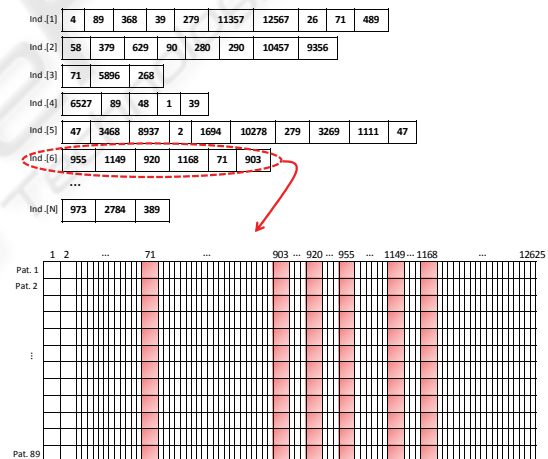 Ind .[1] 4 89 368 39 279 11357 12567 26 71 489
Ind .[2] 58 379 629 90 280 290 10457 9356
Ind .[3] 71 5896 268
Ind .[4] 6527 89 48 1 39
Ind .[5] 47 3468 8937 2 1694 10278 279 3269 1111 47
Ind .[6] 955 1149 920 1168 71 903
...
Ind .[N] 973 2784 389
1 2 ... 71 ... 903 ... 920 ... 955 ... 1149 ... 1168 ... 12625
Pat. 1
Pat. 2
...
Pat. 89